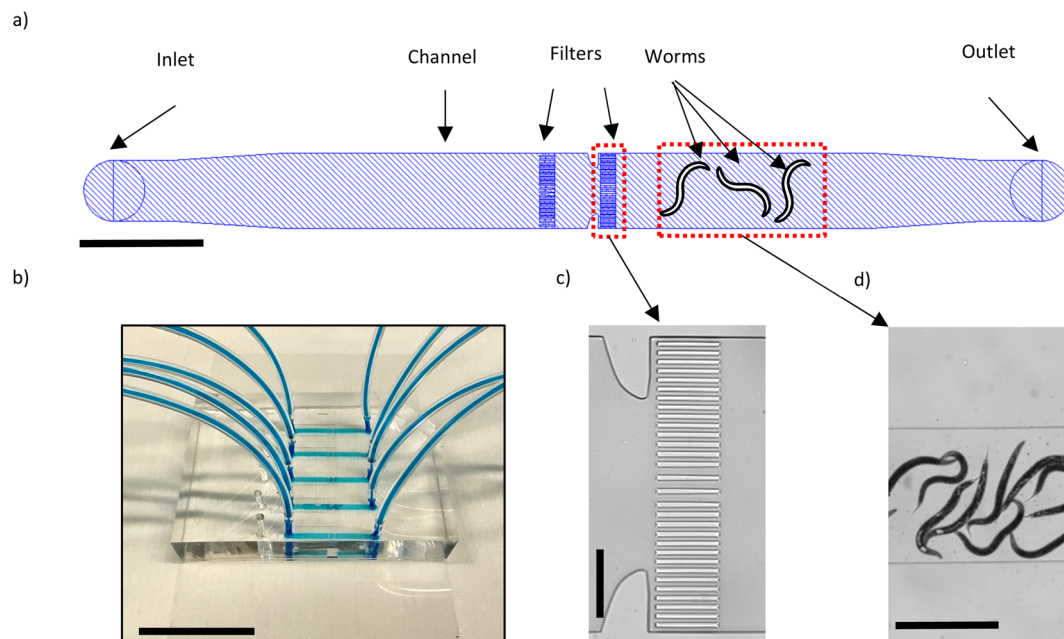 a)
Inlet
Channel
Filters
Worms
Outlet
b)
c)
d)